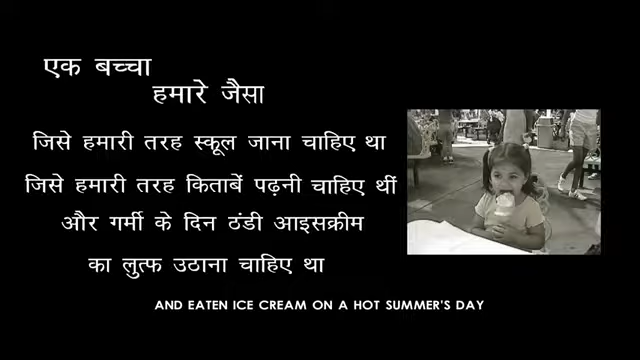 एक बच्चा
हमारे जैसा
जिसे हमारी तरह स्कूल जाना चाहिए था
जिसे हमारी तरह किताबें पढ़नी चाहिए थीं
और गर्मी के दिन ठंडी आइसक्रीम
का लुत्फ उठाना चाहिए था
AND EATEN ICE CREAM ON A HOT SUMMER'S DAY